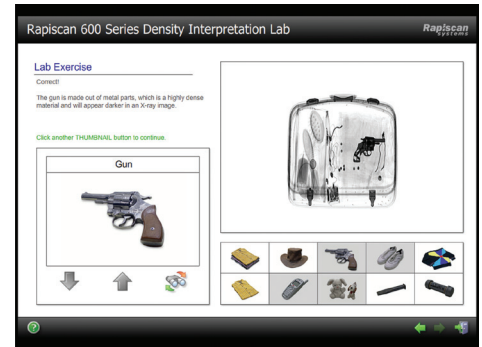 Rapiscan 600 Series Density Interpretation Lab
Rapiscan
systems
Lab Exercise
Correct!
The gun is made out of metal parts, which is a highly dense
material and will appear darker in an X-ray image.
Click another THUMBNAIL button to continue.
Gun
?